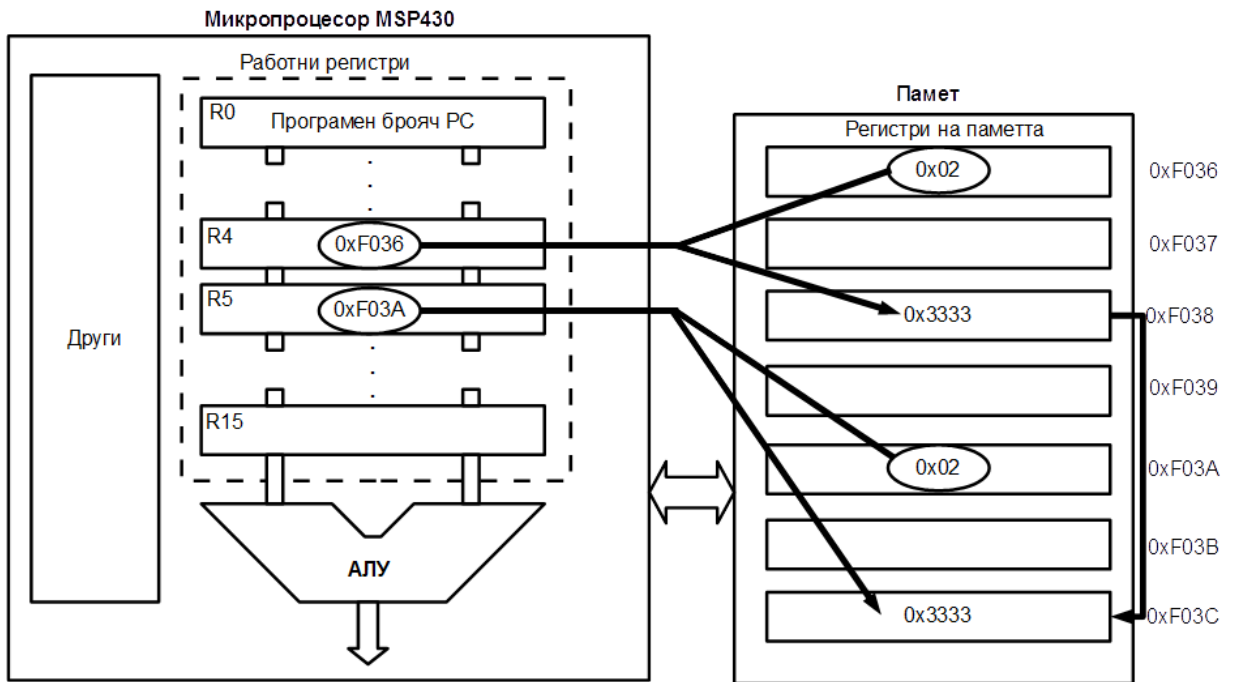 Микропроцесор MSP430
Работни регистри
R0
Програмен брояч PC
R4
0xF036
R5
0xF03A
R15
Други
АЛУ
Памет
Регистри на паметта
0x02
0xF036
0xF037
0x3333
0xF038
0xF039
0x02
0xF03A
0xF03B
0x3333
0xF03C